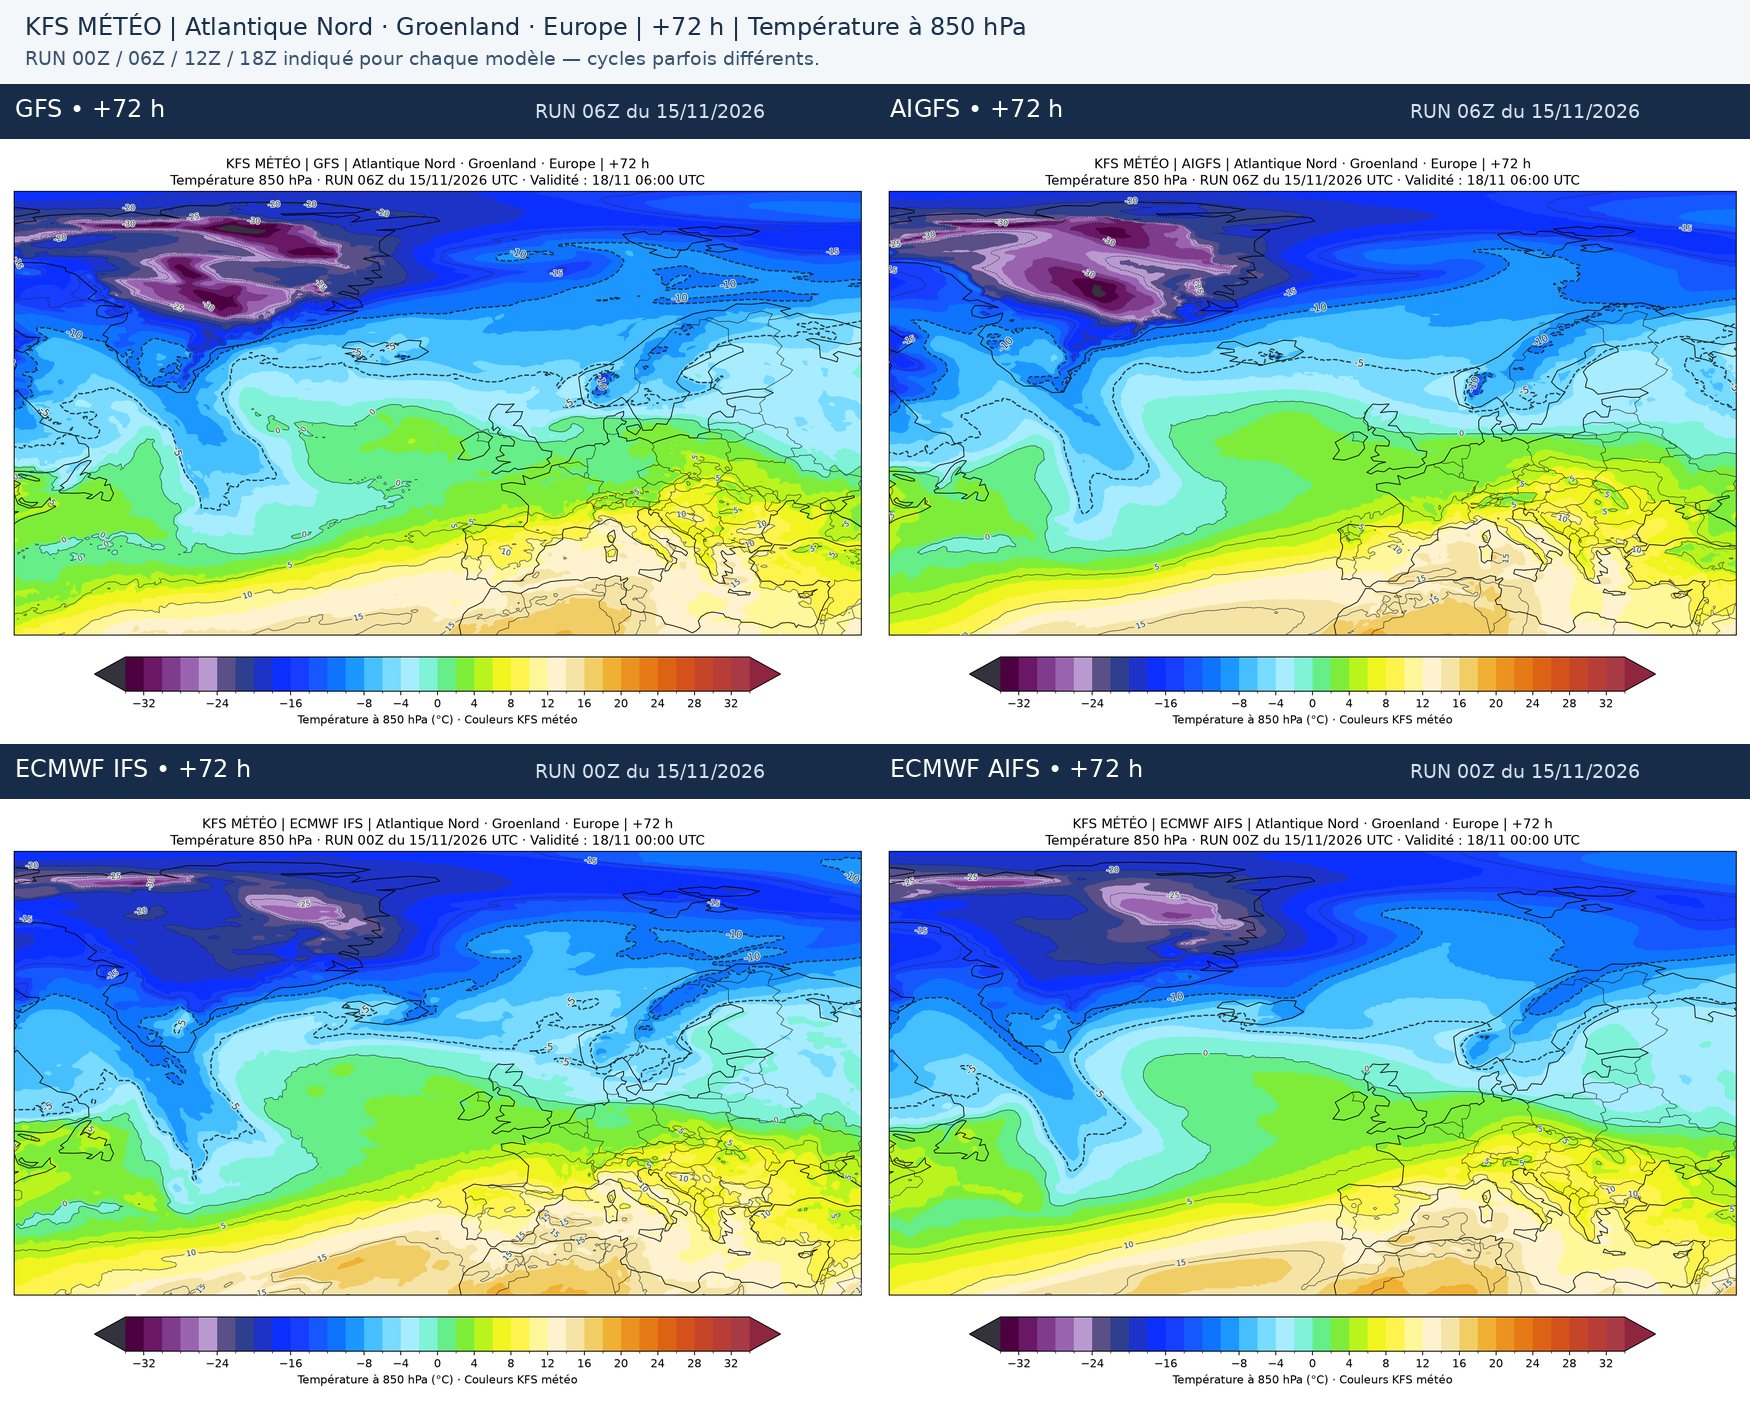 KFS MÉTÉO | Atlantique Nord · Groenland · Europe | +72 h | Température à 850 hPa
RUN 00Z / 06Z / 12Z / 18Z indiqué pour chaque modèle — cycles parfois différents.
GFS • +72 h
RUN 06Z du 15/11/2026
AIGFS • +72 h
RUN 06Z du 15/11/2026
KFS MÉTÉO | GFS | Atlantique Nord · Groenland · Europe | +72 h
Température 850 hPa · RUN 06Z du 15/11/2026 UTC · Validité : 18/11 06:00 UTC
KFS MÉTÉO | AIGFS | Atlantique Nord · Groenland · Europe | +72 h
Température 850 hPa · RUN 06Z du 15/11/2026 UTC · Validité : 18/11 06:00 UTC
−32 −24 −16 −8 −4 0 4 8 12 16 20 24 28 32
Température à 850 hPa (°C) · Couleurs KFS météo
−32 −24 −16 −8 −4 0 4 8 12 16 20 24 28 32
Température à 850 hPa (°C) · Couleurs KFS météo
ECMWF IFS • +72 h
RUN 00Z du 15/11/2026
ECMWF AIFS • +72 h
RUN 00Z du 15/11/2026
KFS MÉTÉO | ECMWF IFS | Atlantique Nord · Groenland · Europe | +72 h
Température 850 hPa · RUN 00Z du 15/11/2026 UTC · Validité : 18/11 00:00 UTC
KFS MÉTÉO | ECMWF AIFS | Atlantique Nord · Groenland · Europe | +72 h
Température 850 hPa · RUN 00Z du 15/11/2026 UTC · Validité : 18/11 00:00 UTC
−32 −24 −16 −8 −4 0 4 8 12 16 20 24 28 32
Température à 850 hPa (°C) · Couleurs KFS météo
−32 −24 −16 −8 −4 0 4 8 12 16 20 24 28 32
Température à 850 hPa (°C) · Couleurs KFS météo